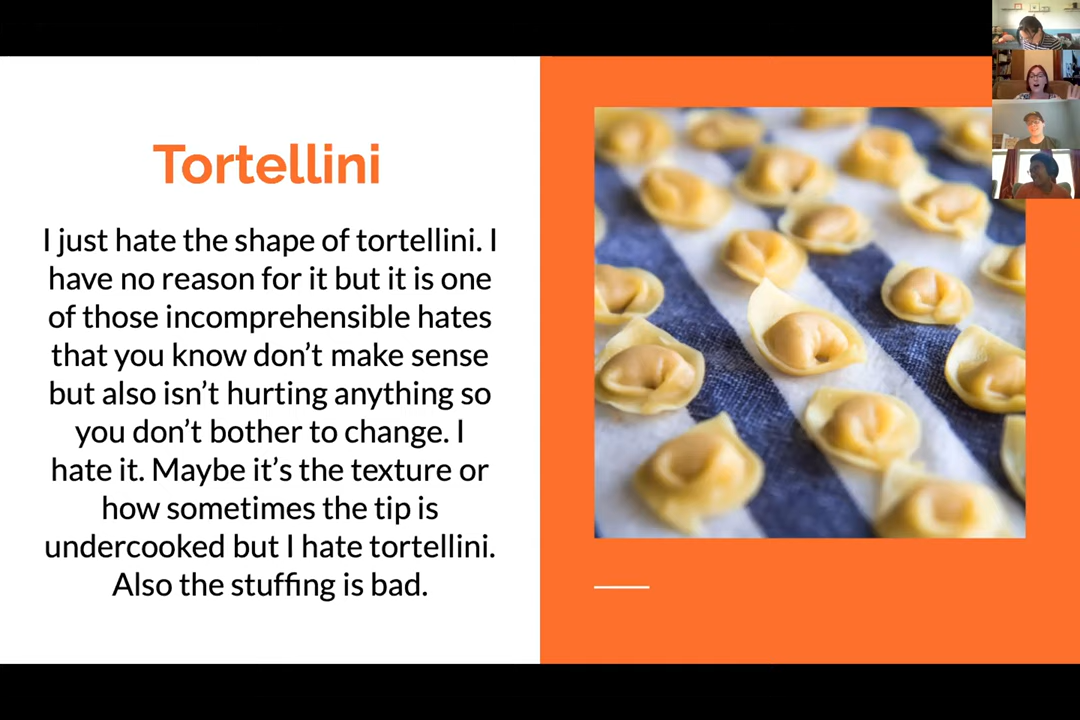 Tortellini
I just hate the shape of tortellini. I
have no reason for it but it is one
of those incomprehensible hates
that you know don’t make sense
but also isn’t hurting anything so
you don’t bother to change. I
hate it. Maybe it’s the texture or
how sometimes the tip is
undercooked but I hate tortellini.
Also the stuffing is bad.